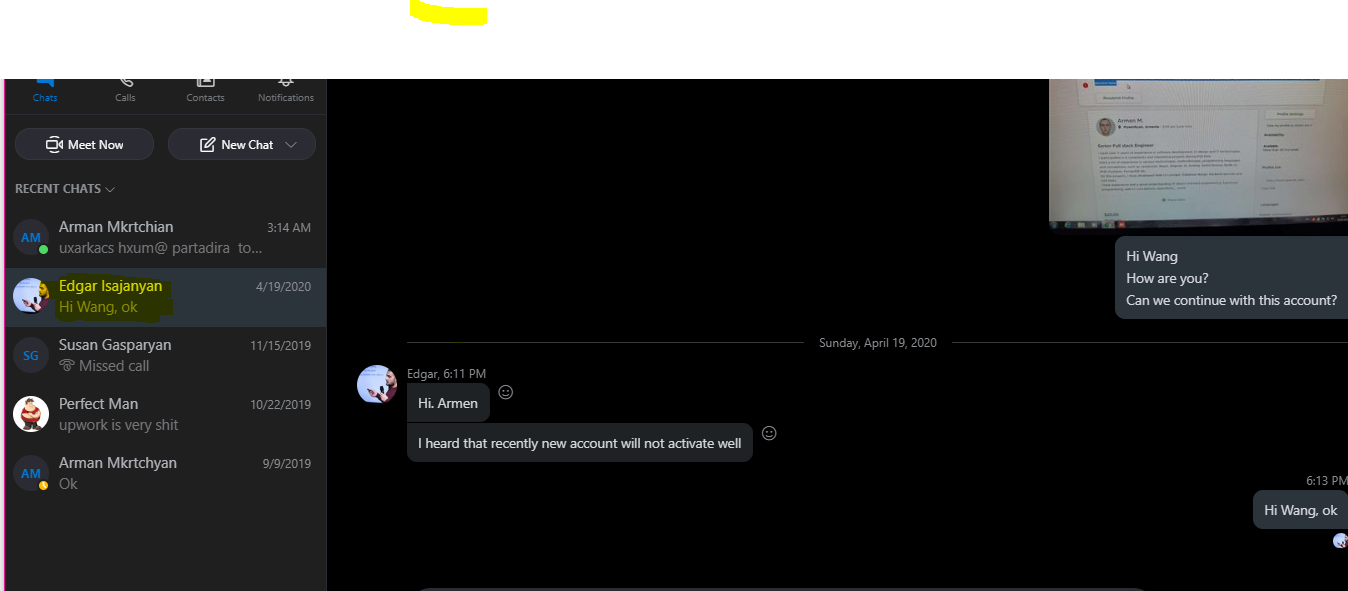 Chats
Calls
Contacts
Notifications
Meet Now
New Chat
RECENT CHATS
AM
Arman Mkrtchian
3:14 AM
uxarkacs hxum@ partadira to...
Edgar Isajanyan
4/19/2020
Hi Wang, ok
SG
Susan Gasparyan
11/15/2019
Missed call
Perfect Man
10/22/2019
upwork is very shit
AM
Arman Mkrtchyan
9/9/2019
Ok
Arman M.
Senior Full stack Engineer
Hi Wang
How are you?
Can we continue with this account?
Sunday, April 19, 2020
Edgar, 6:11 PM
Hi. Armen
I heard that recently new account will not activate well
6:13 PM
Hi Wang, ok